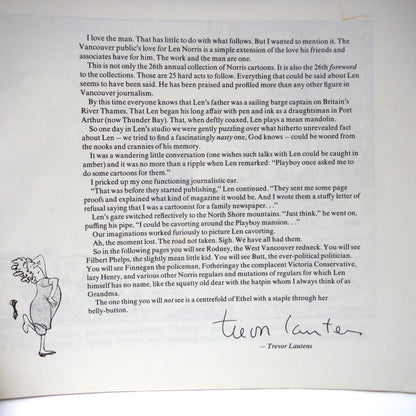 I love the man. That has little to do with what follows. But I wanted to mention it. The
Vancouver public's love for Len Norris is a simple extension of the love his friends and
associates have for him. The work and the man are one.
This is not only the 26th annual collection of Norris cartoons. It is also the 26th foreword
to the collections. Those are 25 hard acts to follow. Everything that could be said about Len
seems to have been said. He has been praised and profiled more than any other figure in
Vancouver journalism.
By this time everyone knows that Len's father was a sailing barge captain on Britain's
River Thames. That Len began his long affair with pen and ink as a draughtsman in Port
Arthur (now Thunder Bay). That, when deftly coaxed, Len plays a mean mandolin.
So one day in Len's studio we were gently puzzling over what hitherto unrevealed fact
about Len — we tried to find a fascinatingly nasty one, God knows — could be wooed from
the nooks and crannies of his memory.
It was a wandering little conversation (one wishes such talks with Len could be caught in
amber) and it was no more than a ripple when Len remarked: "Playboy once asked me to
do some cartoons for them."
I pricked up my one functioning journalistic ear.
"That was before they started publishing," Len continued. "They sent me some page
proofs and explained what kind of magazine it would be. And I wrote them a stuffy letter of
refusal saying that I was a cartoonist for a family newspaper. . ."
Len's gaze switched reflectively to the North Shore mountains. "Just think," he went on,
puffing his pipe, "I could be cavorting around the Playboy mansion. . ."
Our imaginations worked furiously to picture Len cavorting.
Ah, the moment lost. The road not taken. Sigh. We have all had them.
So in the following pages you will see Rodney, the West Vancouver redneck. You will see
Filbert Phelps, the slightly mean little kid. You will see Butt, the ever-political politician.
You will see Finnegan the policeman, Fotheringay the complacent Victoria Conservative,
lazy Henry, and various other Norris regulars and mutations of regulars for which Len
himself has no name, like the squatty old dear with the hatpin whom I always think of as
Grandma.
The one thing you will not see is a centrefold of Ethel with a staple through her
belly-button.
Trevor Lautens
— Trevor Lautens